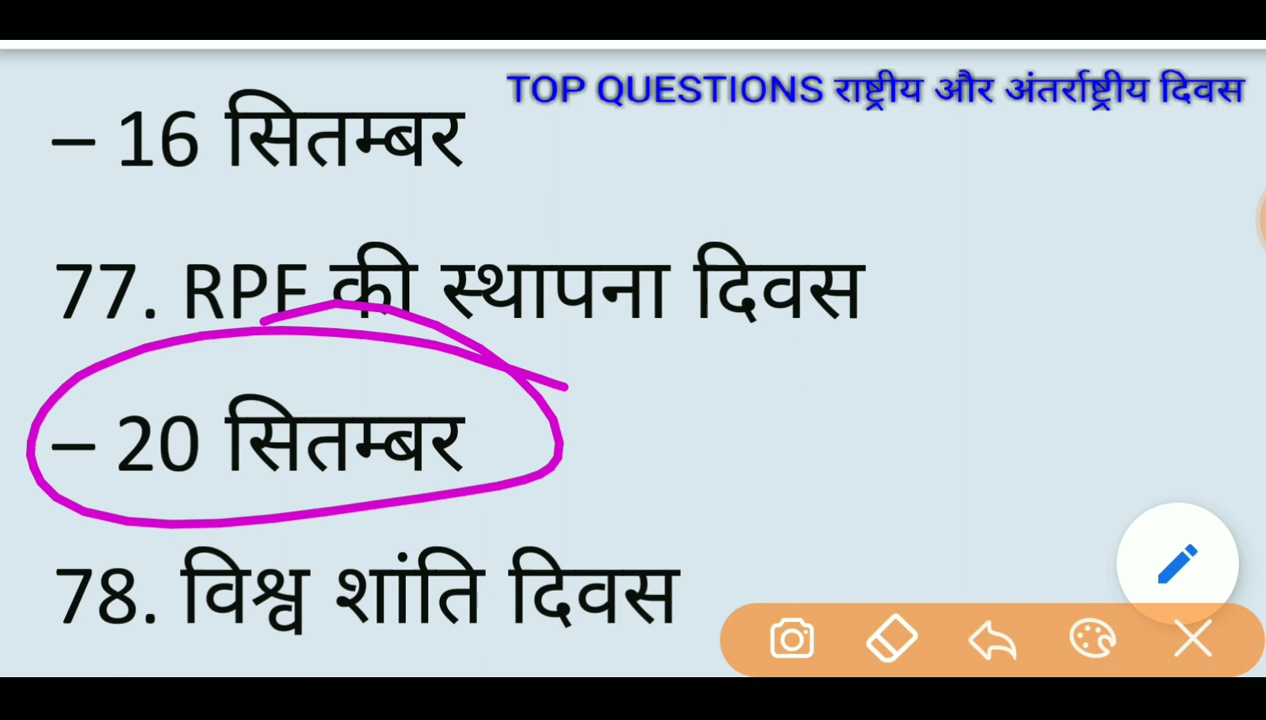 TOP QUESTIONS राष्ट्रीय और अंतर्राष्ट्रीय दिवस
– 16 सितम्बर
77. RPF की स्थापना दिवस
– 20 सितम्बर
78. विश्व शांति दिवस